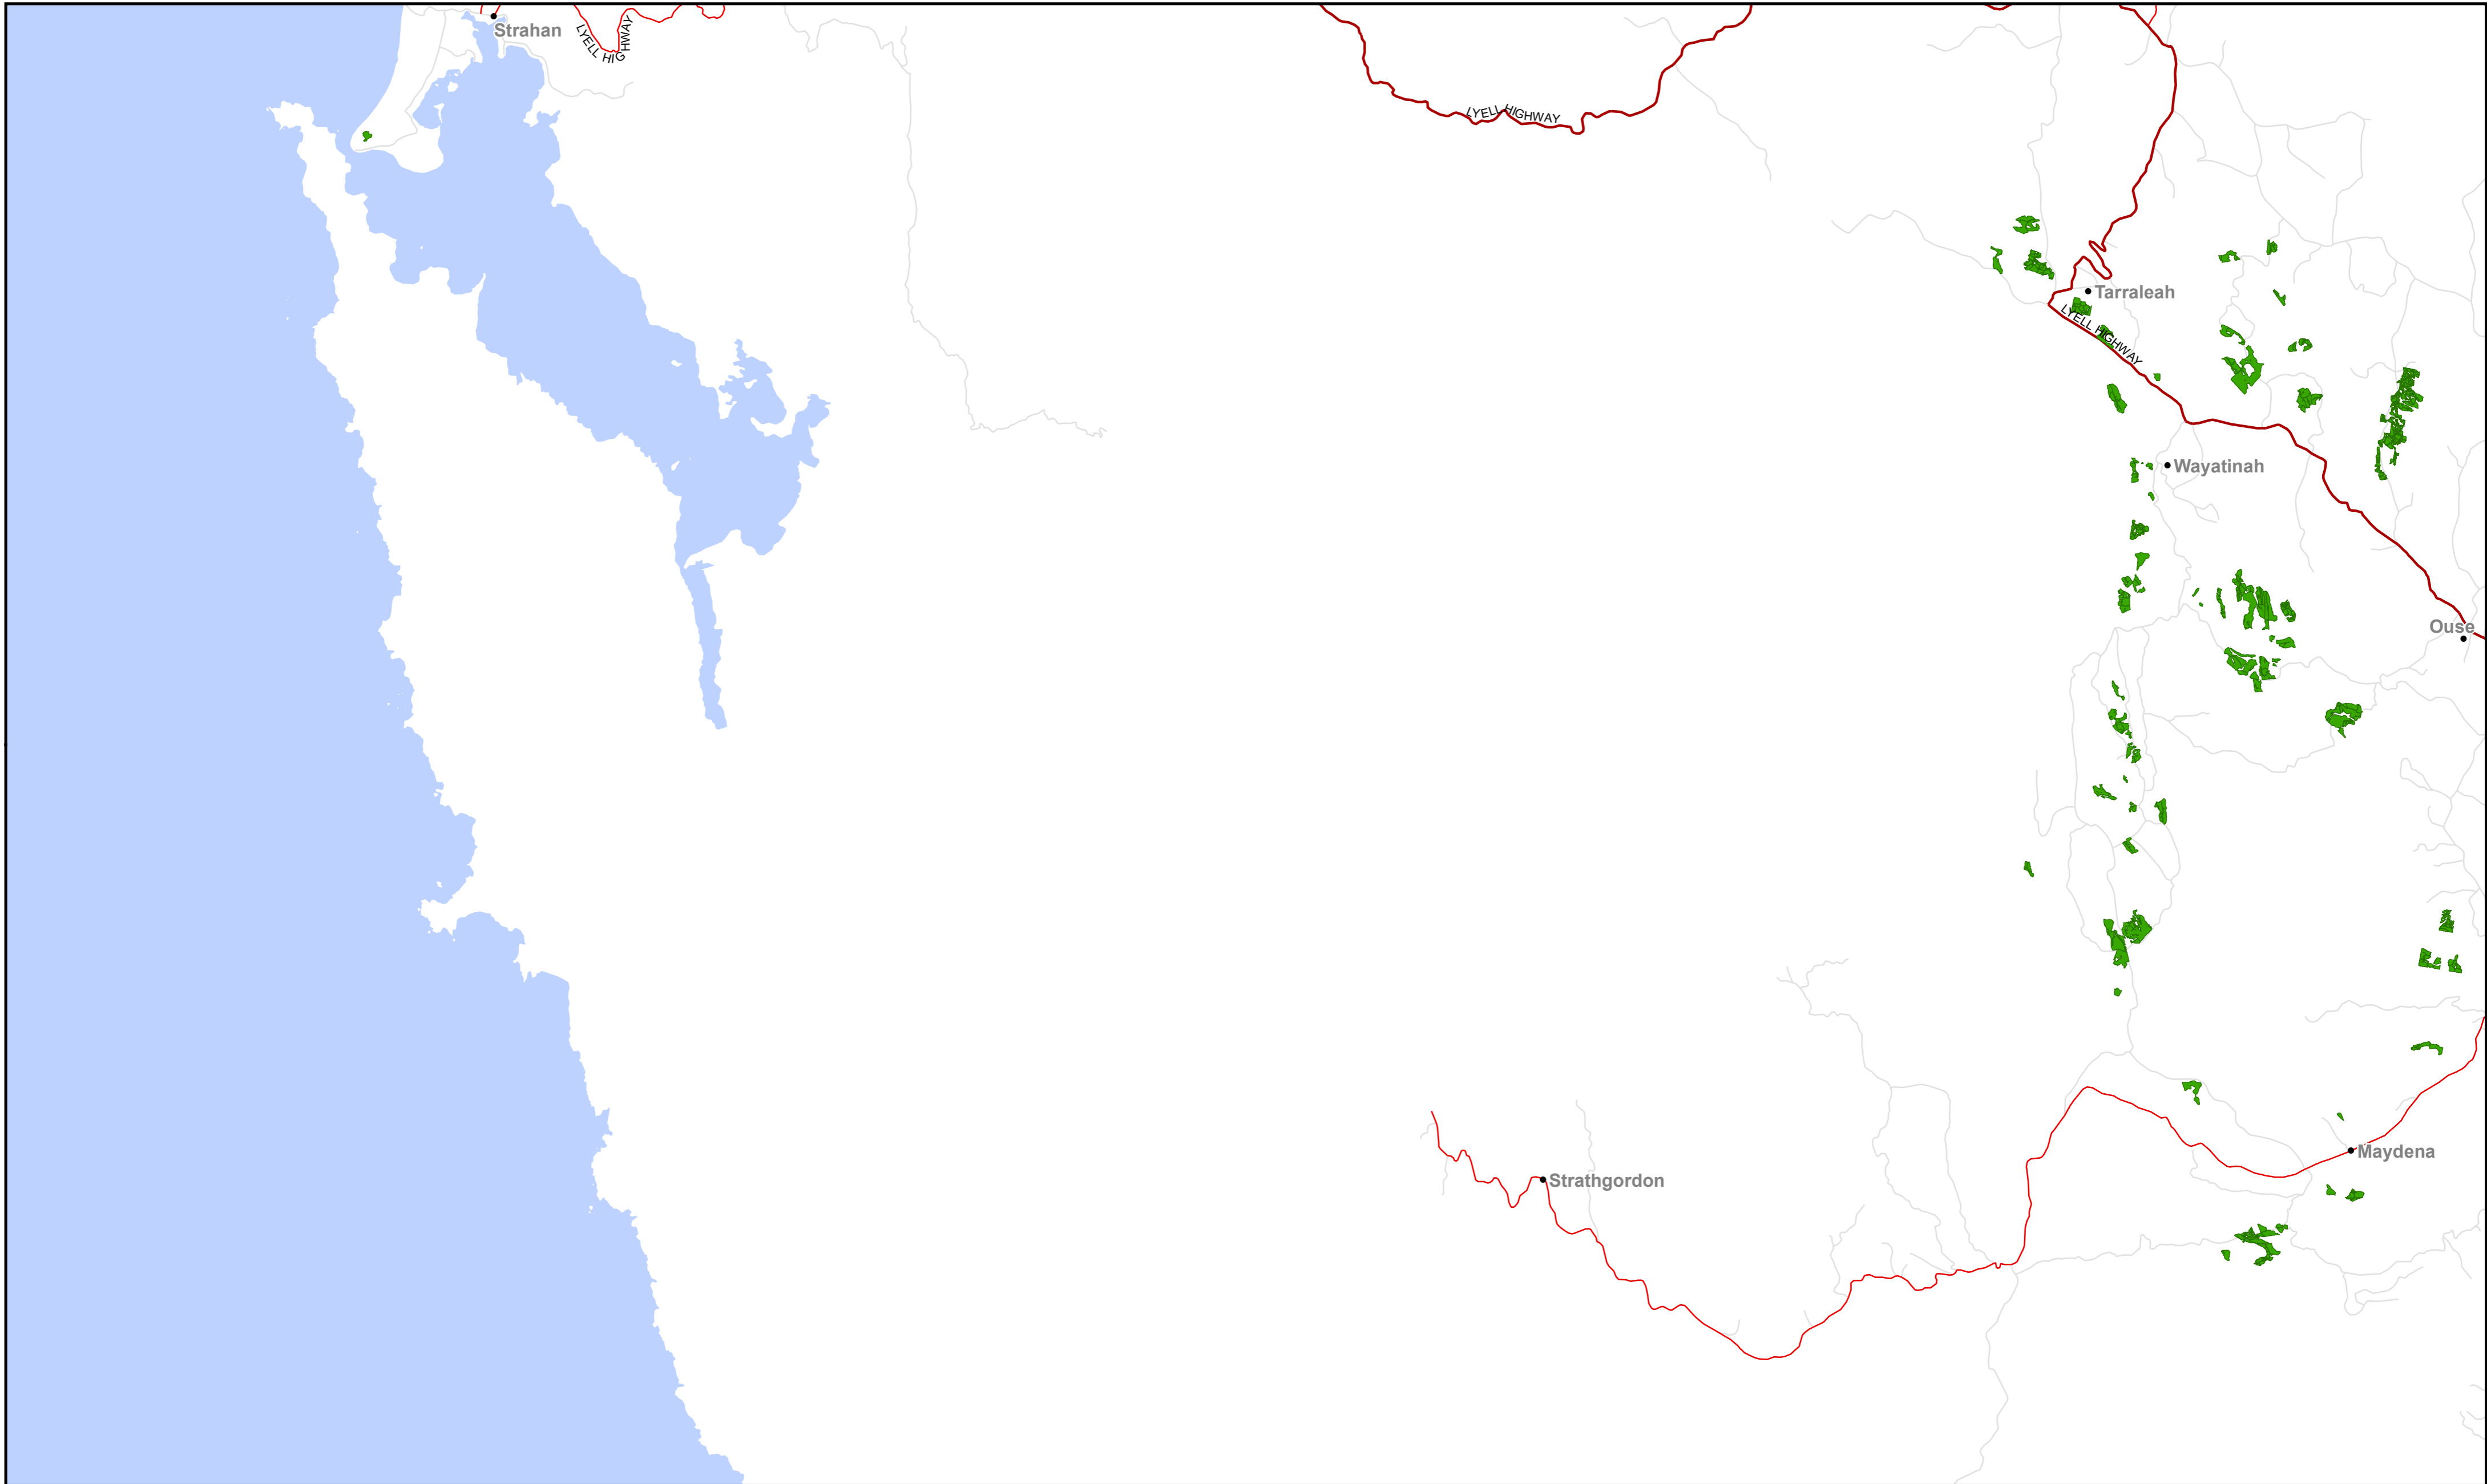 Strahan
LYELL HIGHWAY
LYELL HIGHWAY
Tarraleah
LYELL HIGHWAY
Wayatinah
Ouse
Maydena
Strathgordon